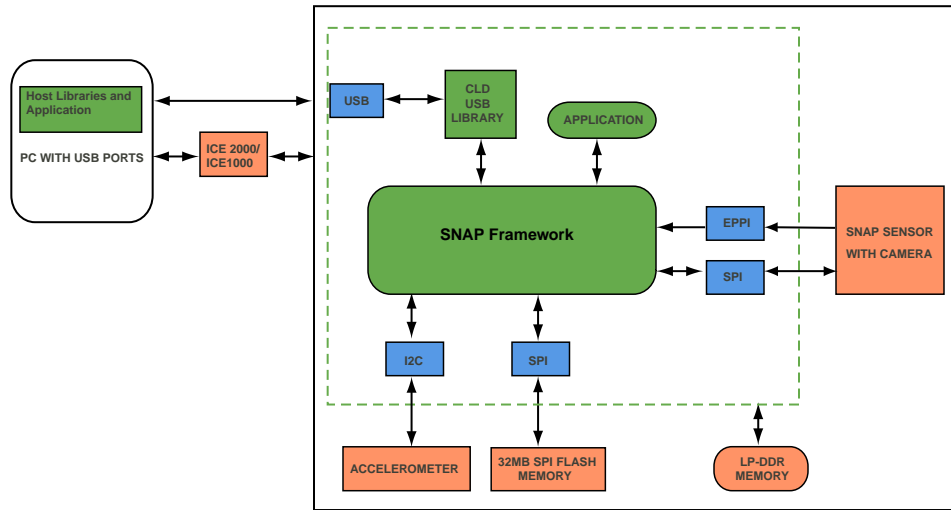 Host Libraries and
Application
PC WITH USB PORTS
ICE 2000/
ICE1000
USB
CLD
USB
LIBRARY
APPLICATION
SNAP Framework
EPPI
SPI
SNAP SENSOR
WITH CAMERA
I2C
SPI
ACCELEROMETER
32MB SPI FLASH
MEMORY
LP-DDR
MEMORY